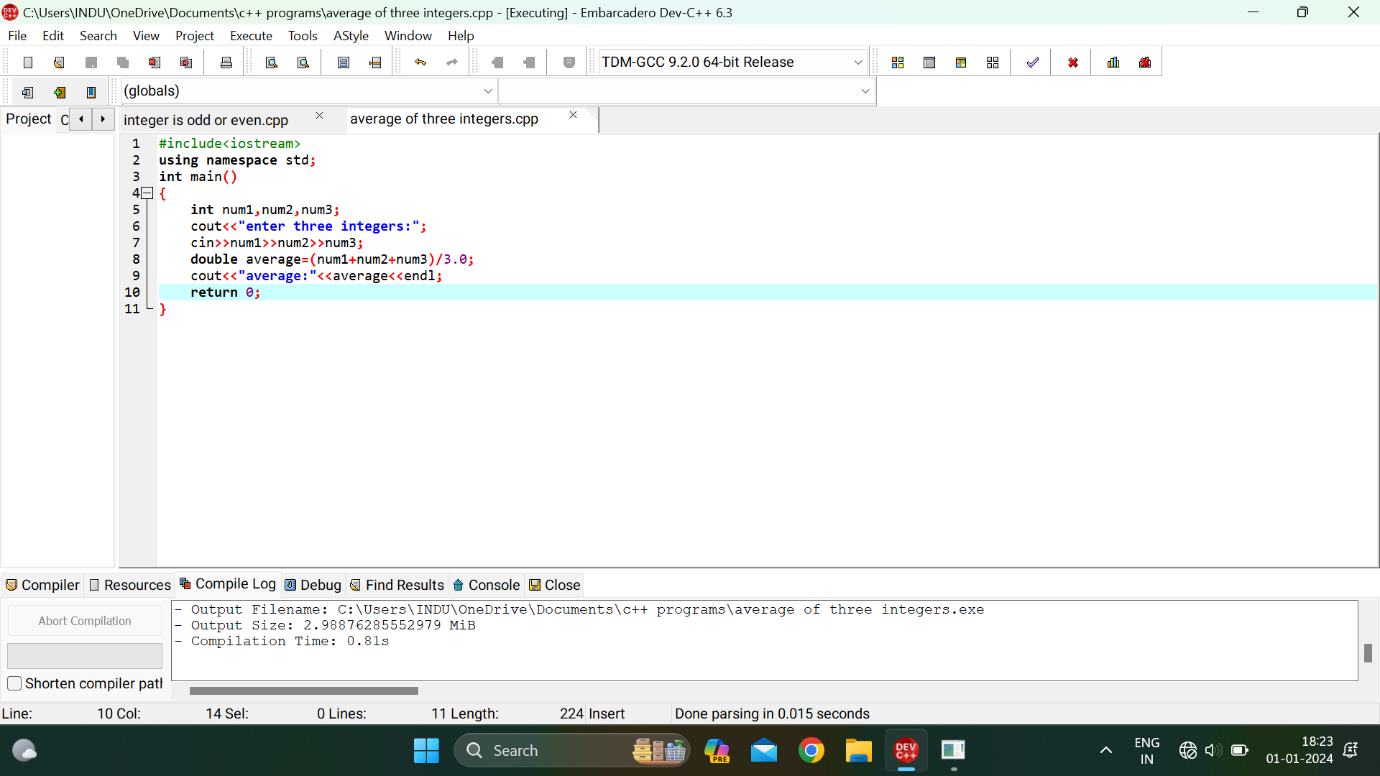 C:\Users\INDU\OneDrive\Documents\c++ programs\average of three integers.cpp - [Executing] - Embarcadero Dev-C++ 6.3
File Edit Search View Project Execute Tools AStyle Window Help
TDM-GCC 9.2.0 64-bit Release
(globals)
Project C integer is odd or even.cpp average of three integers.cpp
1 #include<iostream>
2 using namespace std;
3 int main()
4 {
5 int num1,num2,num3;
6 cout<<"enter three integers:";
7 cin>>num1>>num2>>num3;
8 double average=(num1+num2+num3)/3.0;
9 cout<<"average:"<<average<<endl;
10 return 0;
11 }
Compiler Resources Compile Log Debug Find Results Console Close
Abort Compilation
Shorten compiler patl
- Output Filename: C:\Users\INDU\OneDrive\Documents\c++ programs\average of three integers.exe
- Output Size: 2.98876285552979 MiB
- Compilation Time: 0.81s
Line: 10 Col: 14 Sel: 0 Lines: 11 Length: 224 Insert Done parsing in 0.015 seconds
Search
PRE
DEV C++
ENG
IN
18:23
01-01-2024